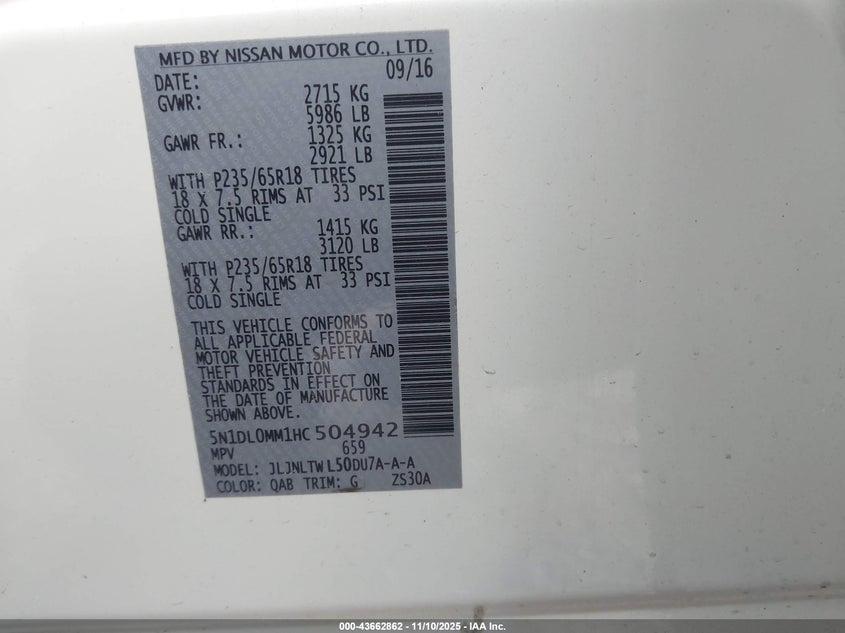 MFD BY NISSAN MOTOR CO., LTD.
DATE: 09/16
GVWR: 2715 KG
5986 LB
GAWR FR.: 1325 KG
2921 LB
WITH P235/65R18 TIRES
18 X 7.5 RIMS AT 33 PSI
COLD SINGLE
GAWR RR.: 1415 KG
3120 LB
WITH P235/65R18 TIRES
18 X 7.5 RIMS AT 33 PSI
COLD SINGLE
THIS VEHICLE CONFORMS TO
ALL APPLICABLE FEDERAL
MOTOR VEHICLE SAFETY AND
THEFT PREVENTION
STANDARDS IN EFFECT ON
THE DATE OF MANUFACTURE
SHOWN ABOVE.
5N1DL0MM1HC 504942
MPV 659
MODEL: JLJNLTW L50DU7A-A-A
COLOR: QAB TRIM: G ZS30A
000-43662862 - 11/10/2025 - IAA Inc.